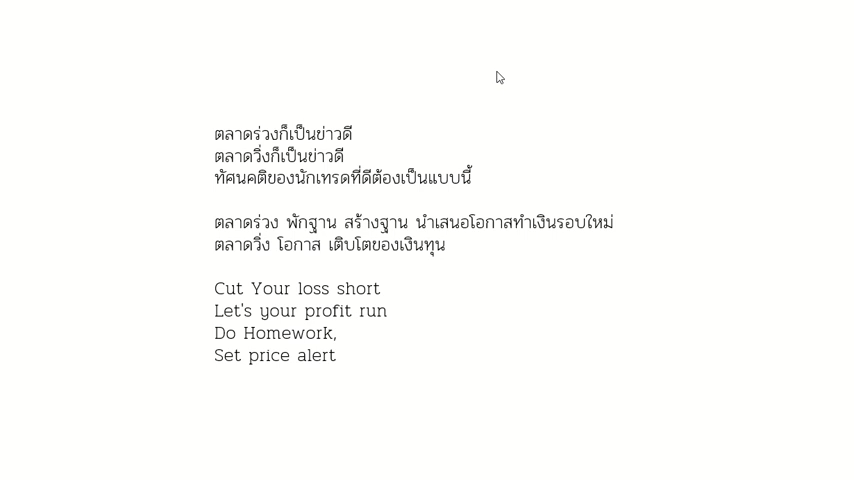 ตลาดร่วงก็เป็นข่าวดี
ตลาดวิ่งก็เป็นข่าวดี
ทัศนคติของนักเทรดที่ดีต้องเป็นแบบนี้
ตลาดร่วง พักฐาน สร้างฐาน นำเสนอโอกาสทำเงินรอบใหม่
ตลาดวิ่ง โอกาส เติบโตของเงินทุน
Cut Your loss short
Let's your profit run
Do Homework,
Set price alert